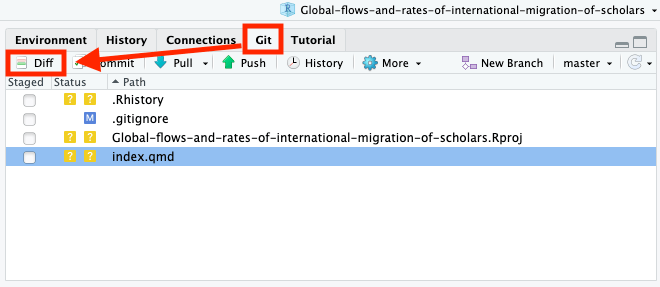 Global-flows-and-rates-of-international-migration-of-scholars
Environment History Connections Git Tutorial
Diff Commit Pull Push History More New Branch master
Staged Status Path
? ? .Rhistory
M .gitignore
? ? Global-flows-and-rates-of-international-migration-of-scholars.Rproj
? ? index.qmd